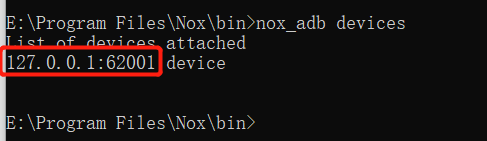 E:\Program Files\Nox\bin>nox_adb devices
List of devices attached
127.0.0.1:62001 device
E:\Program Files\Nox\bin>